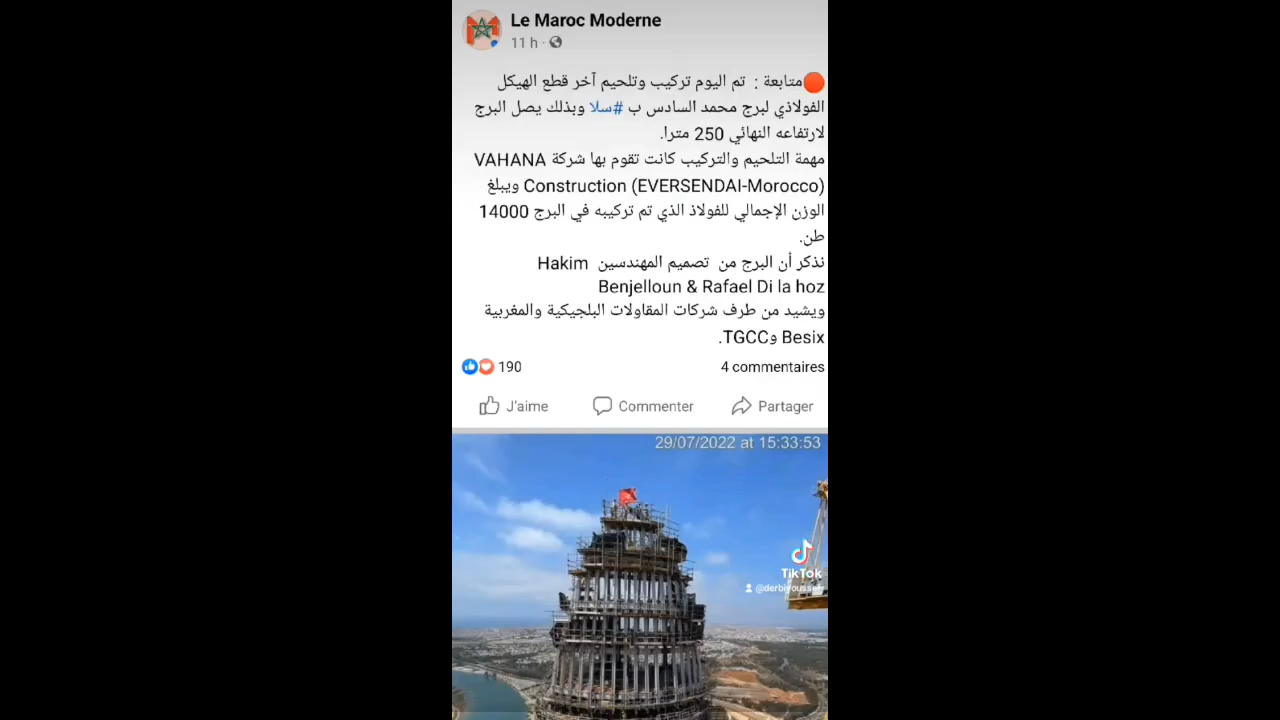 Le Maroc Moderne
11 h
متابعة : تم اليوم تركيب وتلحيم آخر قطع الهيكل
الفولاذي لبرج محمد السادس ب #سلا وبذلك يصل البرج
لارتفاعه النهائي 250 مترا.
مهمة التلحيم والتركيب كانت تقوم بها شركة VAHANA
Construction (EVERSENDAI-Morocco) ويبلغ
الوزن الإجمالي للفولاذ الذي تم تركيبه في البرج 14000
طن.
نذكر أن البرج من تصميم المهندسين Hakim
Benjelloun & Rafael Di la hoz
ويشيد من طرف شركات المقاولات البلجيكية والمغربية
Besix وTGCC.
190 4 commentaires
J'aime Commenter Partager
29/07/2022 at 15:33:53
TikTok
@derbiyoussef